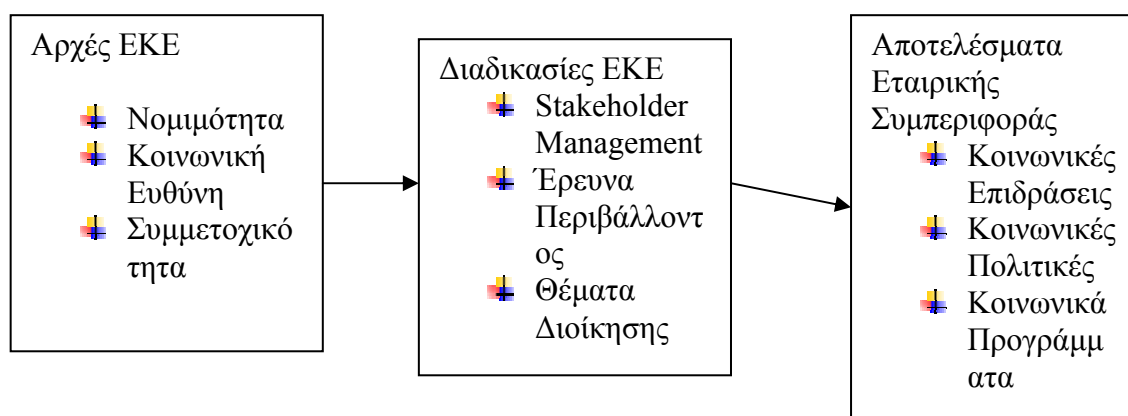 Αρχές ΕΚΕ
Νομιμότητα
Κοινωνική
Ευθύνη
Συμμετοχικό
τητα
Διαδικασίες ΕΚΕ
Stakeholder
Management
Έρευνα
Περιβάλλοντ
ος
Θέματα
Διοίκησης
Αποτελέσματα
Εταιρικής
Συμπεριφοράς
Κοινωνικές
Επιδράσεις
Κοινωνικές
Πολιτικές
Κοινωνικά
Προγράμμ
ατα